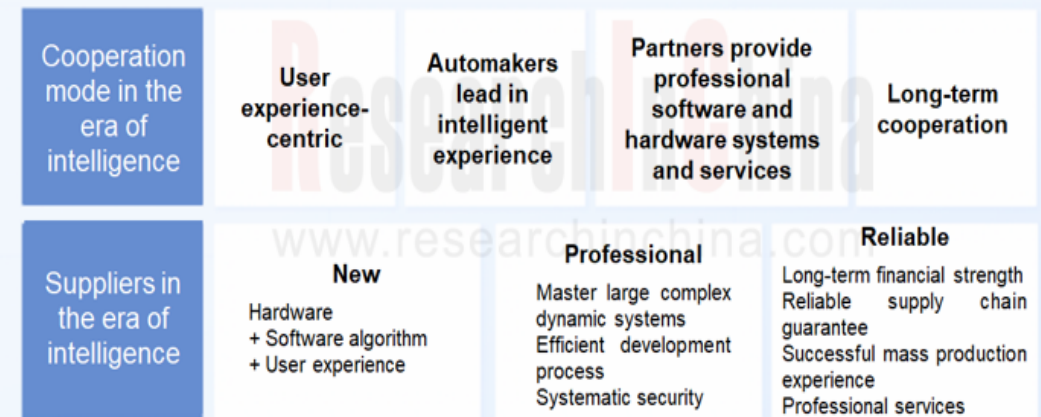 Cooperation
mode in the
era of
intelligence
User
experience-
centric
Automakers
lead in
intelligent
experience
Partners provide
professional
software and
hardware systems
and services
Long-term
cooperation
ResearchInChina
www.researchinchina.com
Suppliers in
the era of
intelligence
New
Hardware
+ Software algorithm
+ User experience
Professional
Master large complex
dynamic systems
Efficient development
process
Systematic security
Reliable
Long-term financial strength
Reliable supply chain
guarantee
Successful mass production
experience
Professional services